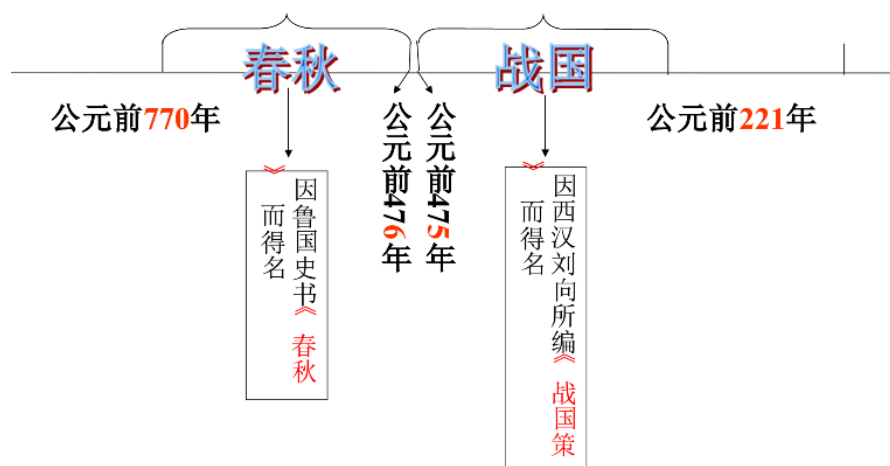 春秋
战国
公元前770年
公元前476年
公元前475年
公元前221年
因鲁国史书《春秋
》而得名
因西汉刘向所编《战国策
》而得名